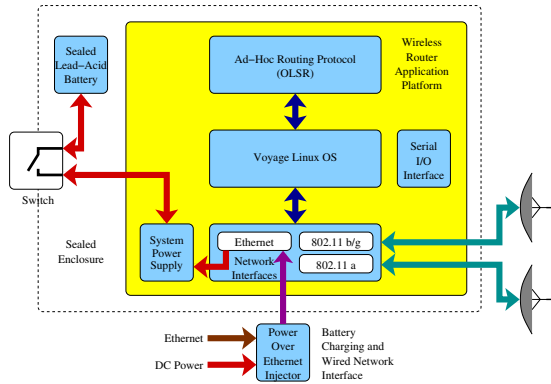 Sealed
Lead-Acid
Battery
Ad-Hoc Routing Protocol
(OLSR)
Wireless
Router
Application
Platform
Voyage Linux OS
Serial
I/O
Interface
Switch
Sealed
Enclosure
System
Power
Supply
Ethernet
802.11 b/g
Network
Interfaces
802.11 a
Ethernet
DC Power
Power
Over
Ethernet
Injector
Battery
Charging and
Wired Network
Interface